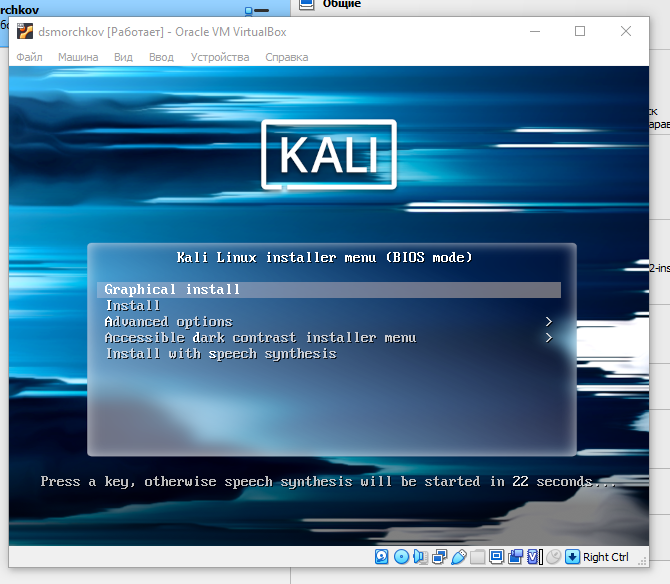 rchkov
Общие
dsmorchkov [Работает] - Oracle VM VirtualBox
Файл Машина Вид Ввод Устройства Справка
KALI
Kali Linux installer menu (BIOS mode)
Graphical install
Install
Advanced options >
Accessible dark contrast installer menu >
Install with speech synthesis
Press a key, otherwise speech synthesis will be started in 22 seconds...
Right Ctrl